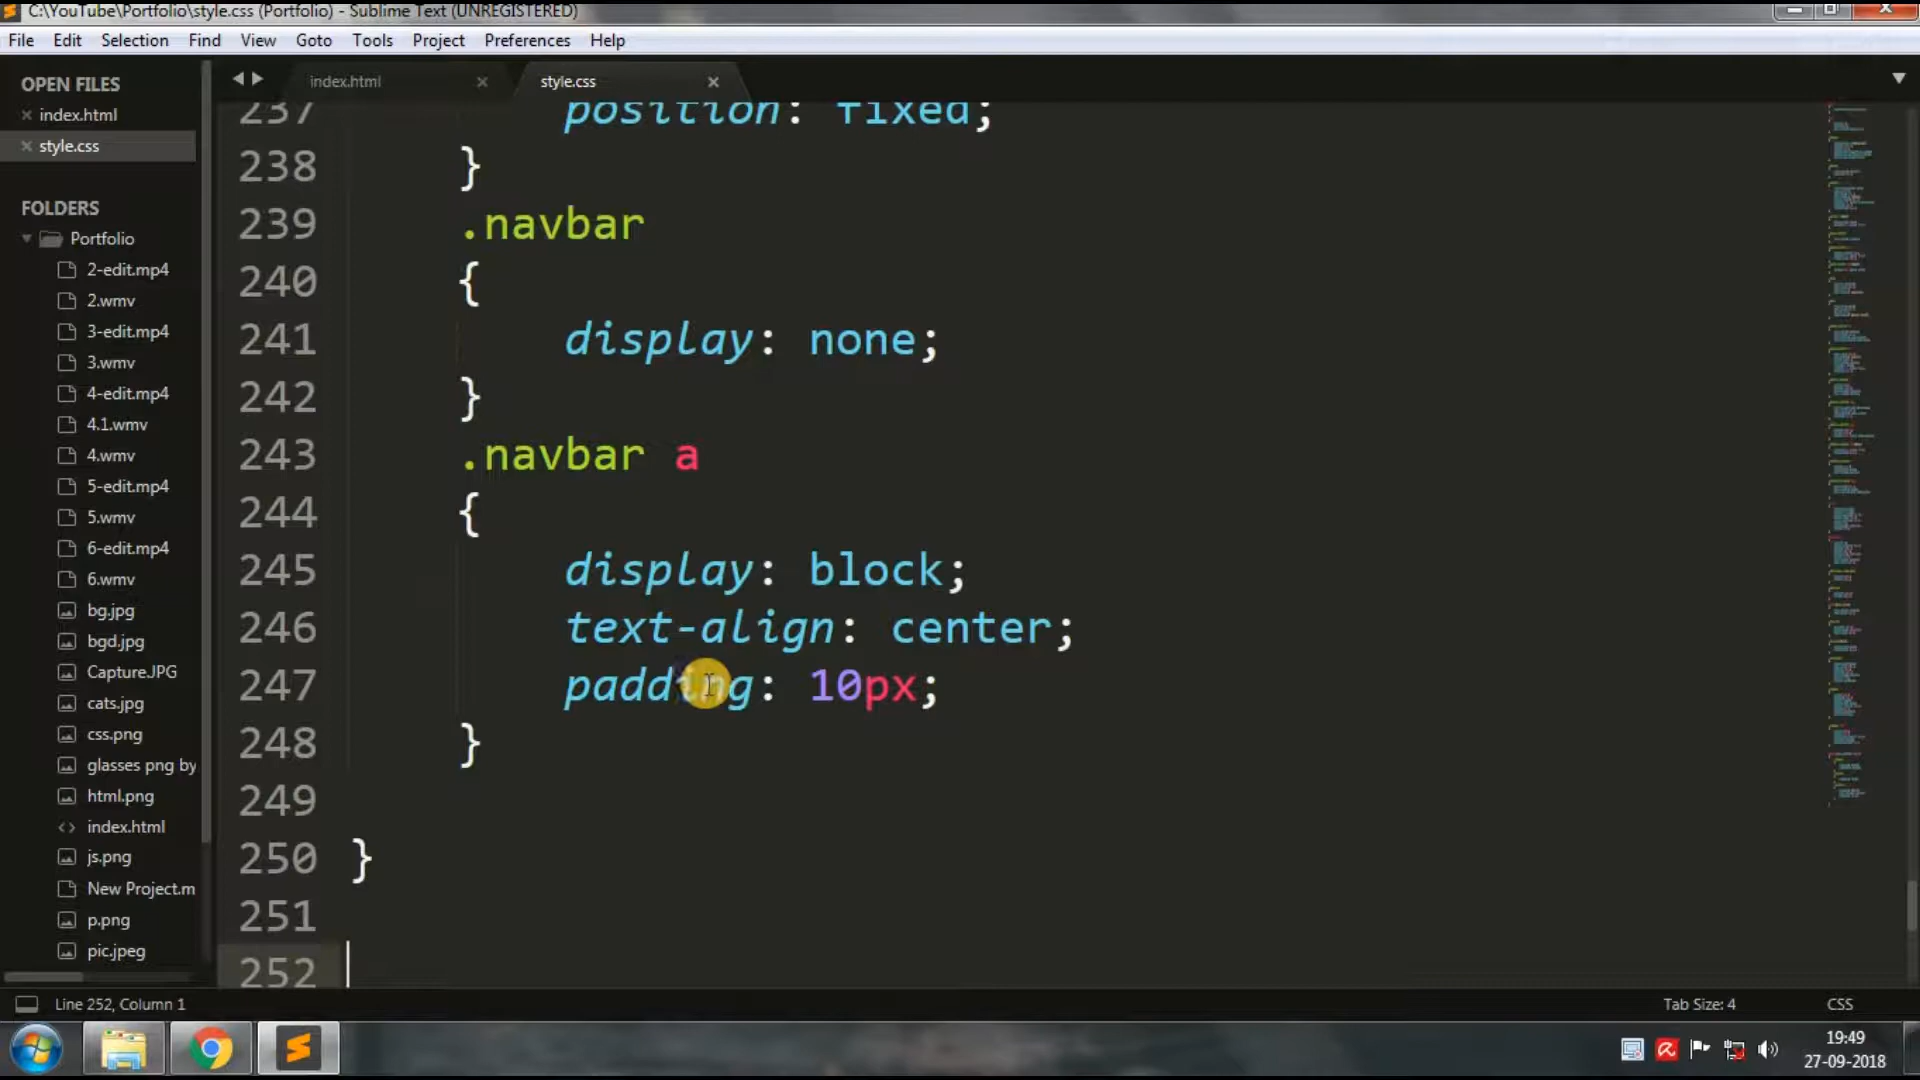 C:\YouTube\Portfolio\style.css (Portfolio) - Sublime Text (UNREGISTERED)
File Edit Selection Find View Goto Tools Project Preferences Help
OPEN FILES
index.html
style.css
FOLDERS
Portfolio
2-edit.mp4
2.wmv
3-edit.mp4
3.wmv
4-edit.mp4
4.1.wmv
4.wmv
5-edit.mp4
5.wmv
6-edit.mp4
6.wmv
bg.jpg
bgd.jpg
Capture.JPG
cats.jpg
css.png
glasses png by
html.png
index.html
js.png
New Project.m
p.png
pic.jpeg
index.html style.css
237 position: fixed;
238 }
239 .navbar
240 {
241 display: none;
242 }
243 .navbar a
244 {
245 display: block;
246 text-align: center;
247 padding: 10px;
248 }
249
250 }
251
252
Line 252, Column 1 Tab Size: 4 CSS
19:49
27-09-2018